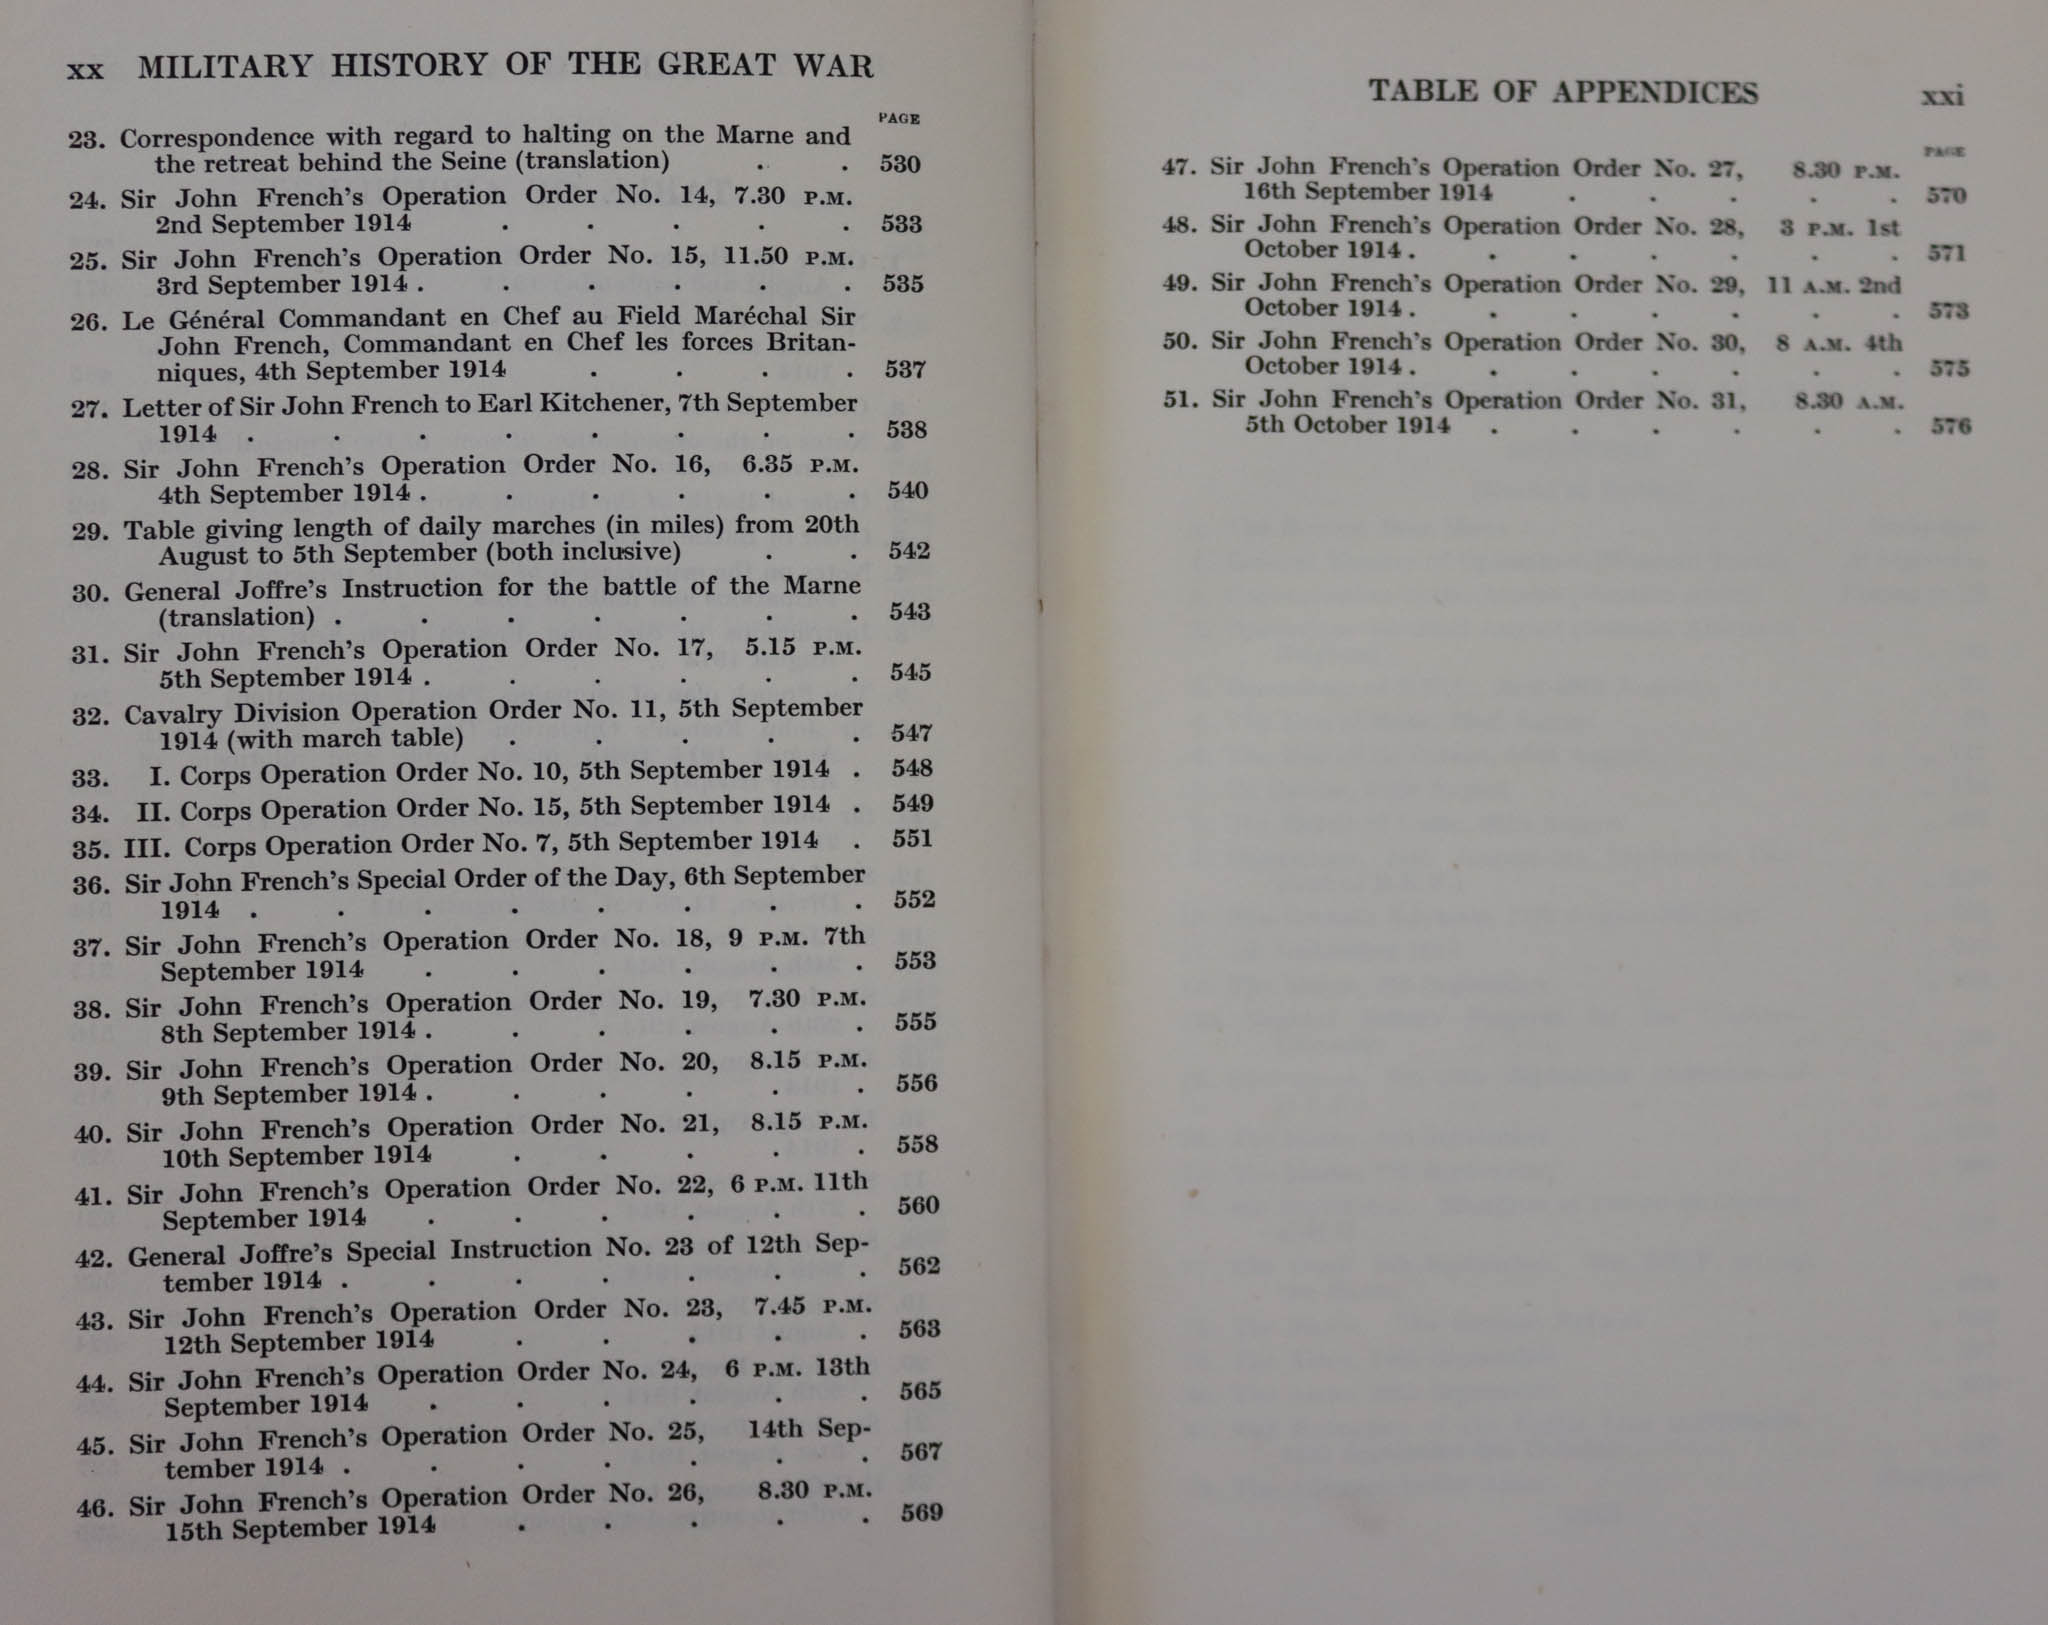 xx MILITARY HISTORY OF THE GREAT WAR
PAGE
23. Correspondence with regard to halting on the Marne and
the retreat behind the Seine (translation) . . 530
24. Sir John French's Operation Order No. 14, 7.30 P.M.
2nd September 1914 . . . . . 533
25. Sir John French's Operation Order No. 15, 11.50 P.M.
3rd September 1914 . . . . . . 535
26. Le Général Commandant en Chef au Field Maréchal Sir
John French, Commandant en Chef les forces Britan-
niques, 4th September 1914 . . . . 537
27. Letter of Sir John French to Earl Kitchener, 7th September
1914 . . . . . . . . 538
28. Sir John French's Operation Order No. 16, 6.35 P.M.
4th September 1914 . . . . . . 540
29. Table giving length of daily marches (in miles) from 20th
August to 5th September (both inclusive) . . 542
30. General Joffre's Instruction for the battle of the Marne
(translation) . . . . . . . 543
31. Sir John French's Operation Order No. 17, 5.15 P.M.
5th September 1914 . . . . . . 545
32. Cavalry Division Operation Order No. 11, 5th September
1914 (with march table) . . . . . 547
33. I. Corps Operation Order No. 10, 5th September 1914 . 548
34. II. Corps Operation Order No. 15, 5th September 1914 . 549
35. III. Corps Operation Order No. 7, 5th September 1914 . 551
36. Sir John French's Special Order of the Day, 6th September
1914 . . . . . . . . 552
37. Sir John French's Operation Order No. 18, 9 P.M. 7th
September 1914 . . . . . . 553
38. Sir John French's Operation Order No. 19, 7.30 P.M.
8th September 1914 . . . . . . 555
39. Sir John French's Operation Order No. 20, 8.15 P.M.
9th September 1914 . . . . . . 556
40. Sir John French's Operation Order No. 21, 8.15 P.M.
10th September 1914 . . . . . 558
41. Sir John French's Operation Order No. 22, 6 P.M. 11th
September 1914 . . . . . . 560
42. General Joffre's Special Instruction No. 23 of 12th Sep-
tember 1914 . . . . . . . 562
43. Sir John French's Operation Order No. 23, 7.45 P.M.
12th September 1914 . . . . . 563
44. Sir John French's Operation Order No. 24, 6 P.M. 13th
September 1914 . . . . . . 565
45. Sir John French's Operation Order No. 25, 14th Sep-
tember 1914 . . . . . . . 567
46. Sir John French's Operation Order No. 26, 8.30 P.M.
15th September 1914 . . . . . 569
TABLE OF APPENDICES xxi
PAGE
47. Sir John French's Operation Order No. 27, 8.30 P.M.
16th September 1914 . . . . . 570
48. Sir John French's Operation Order No. 28, 3 P.M. 1st
October 1914 . . . . . . . 571
49. Sir John French's Operation Order No. 29, 11 A.M. 2nd
October 1914 . . . . . . . 573
50. Sir John French's Operation Order No. 30, 8 A.M. 4th
October 1914 . . . . . . . 575
51. Sir John French's Operation Order No. 31, 8.30 A.M.
5th October 1914 . . . . . . 576